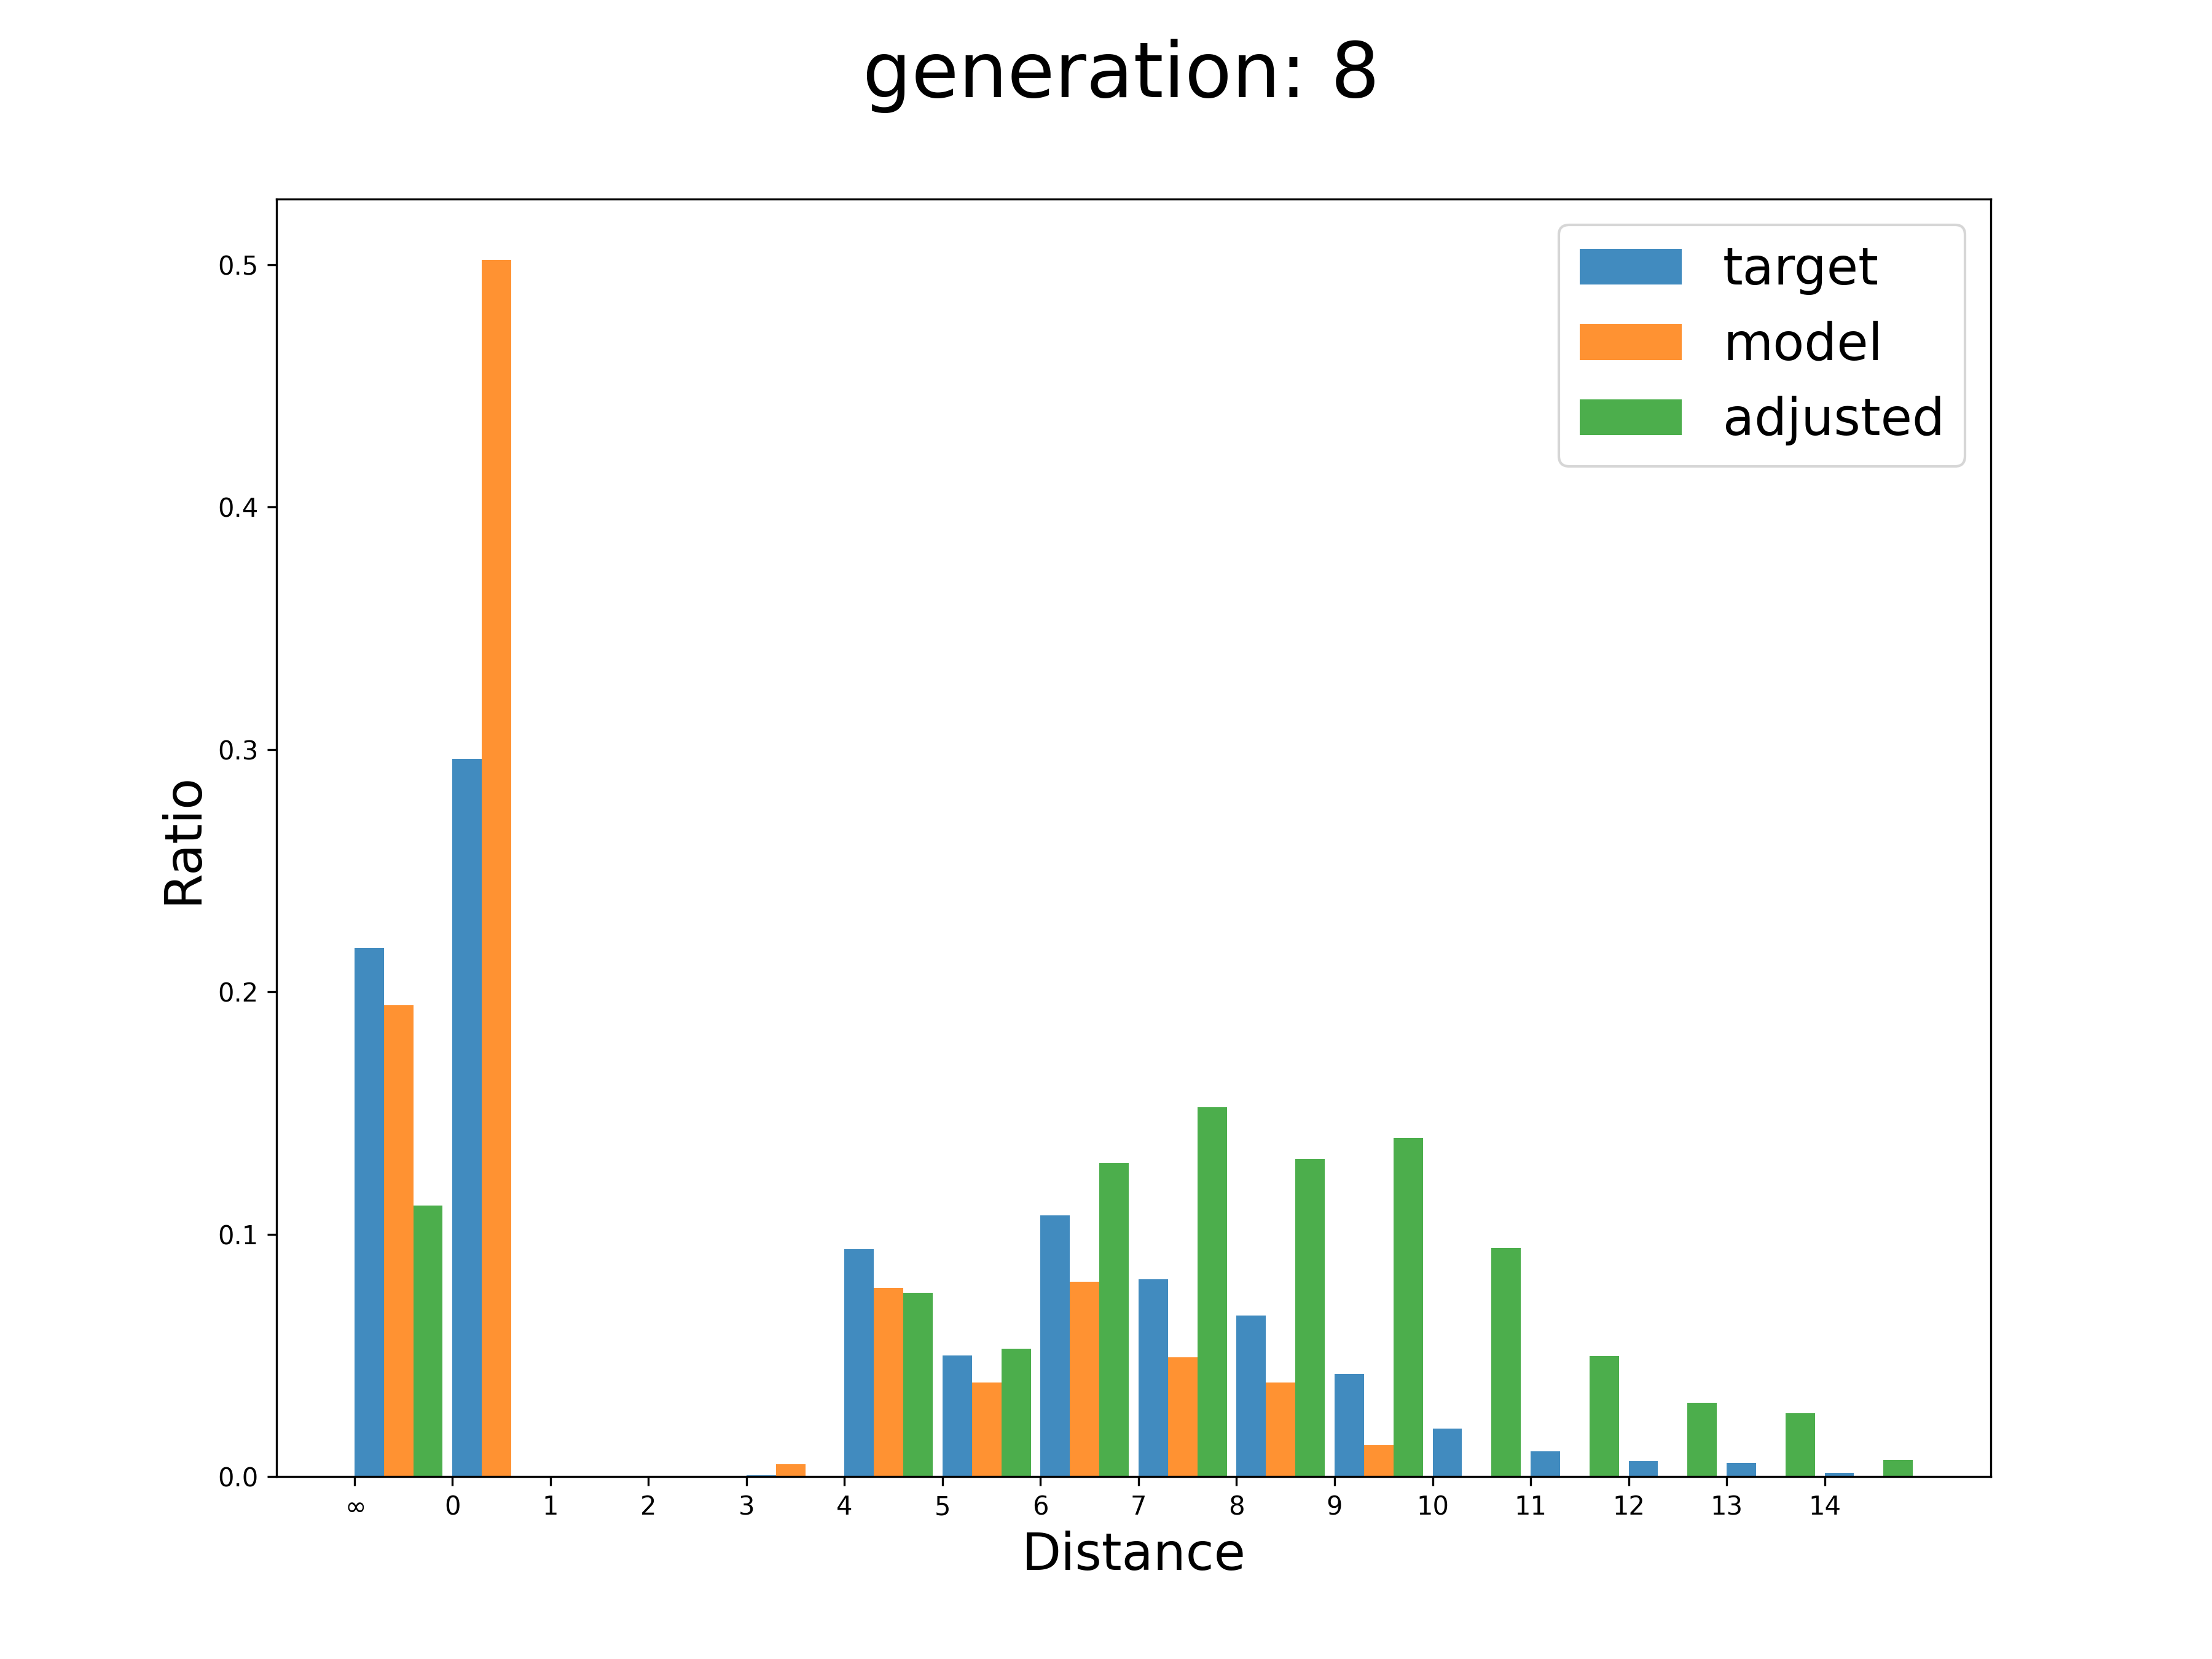 generation: 8
target
model
adjusted
Ratio
0.5
0.4
0.3
0.2
0.1
0.0
∞ 0 1 2 3 4 5 6 7 8 9 10 11 12 13 14
Distance